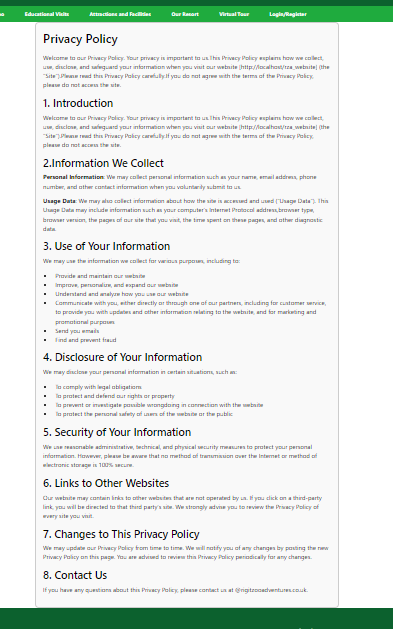 Educational Visits Attractions and Facilities Our Resort Virtual Tour Login/Register
Privacy Policy
Welcome to our Privacy Policy. Your privacy is important to us.This Privacy Policy explains how we collect,
use, disclose, and safeguard your information when you visit our website [http://localhost/rza_website] (the
"Site").Please read this Privacy Policy carefully.If you do not agree with the terms of the Privacy Policy,
please do not access the site.
1. Introduction
Welcome to our Privacy Policy. Your privacy is important to us.This Privacy Policy explains how we collect,
use, disclose, and safeguard your information when you visit our website [http://localhost/rza_website] (the
"Site").Please read this Privacy Policy carefully.If you do not agree with the terms of the Privacy Policy,
please do not access the site.
2.Information We Collect
Personal Information: We may collect personal information such as your name, email address, phone
number, and other contact information when you voluntarily submit to us.
Usage Data: We may also collect information about how the site is accessed and used ("Usage Data"). This
Usage Data may include information such as your computer's Internet Protocol address,browser type,
browser version, the pages of our site that you visit, the time spent on these pages, and other diagnostic
data.
3. Use of Your Information
We may use the information we collect for various purposes, including to:
• Provide and maintain our website
• Improve, personalize, and expand our website
• Understand and analyze how you use our website
• Communicate with you, either directly or through one of our partners, including for customer service,
to provide you with updates and other information relating to the website, and for marketing and
promotional purposes
• Send you emails
• Find and prevent fraud
4. Disclosure of Your Information
We may disclose your personal information in certain situations, such as:
• To comply with legal obligations
• To protect and defend our rights or property
• To prevent or investigate possible wrongdoing in connection with the website
• To protect the personal safety of users of the website or the public
5. Security of Your Information
We use reasonable administrative, technical, and physical security measures to protect your personal
information. However, please be aware that no method of transmission over the Internet or method of
electronic storage is 100% secure.
6. Links to Other Websites
Our website may contain links to other websites that are not operated by us. If you click on a third-party
link, you will be directed to that third party's site. We strongly advise you to review the Privacy Policy of
every site you visit.
7. Changes to This Privacy Policy
We may update our Privacy Policy from time to time. We will notify you of any changes by posting the new
Privacy Policy on this page. You are advised to review this Privacy Policy periodically for any changes.
8. Contact Us
If you have any questions about this Privacy Policy, please contact us at @rigitzooadventures.co.uk.